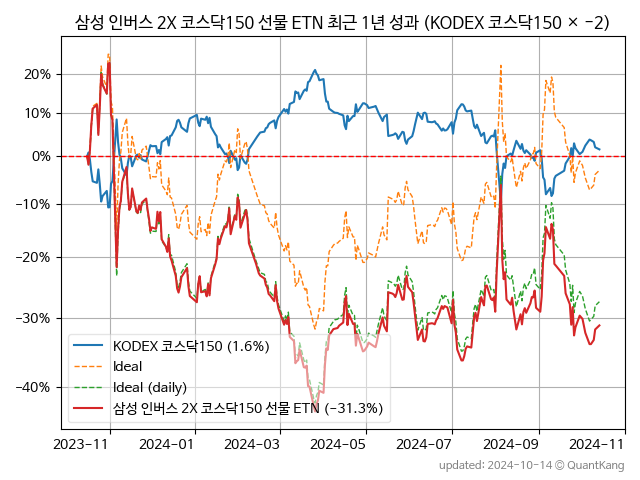 삼성 인버스 2X 코스닥150 선물 ETN 최근 1년 성과 (KODEX 코스닥150 × −2)
20%
10%
0%
−10%
−20%
−30%
−40%
KODEX 코스닥150 (1.6%)
Ideal
Ideal (daily)
삼성 인버스 2X 코스닥150 선물 ETN (−31.3%)
2023−11
2024−01
2024−03
2024−05
2024−07
2024−09
2024−11
updated: 2024-10-14 © QuantKang